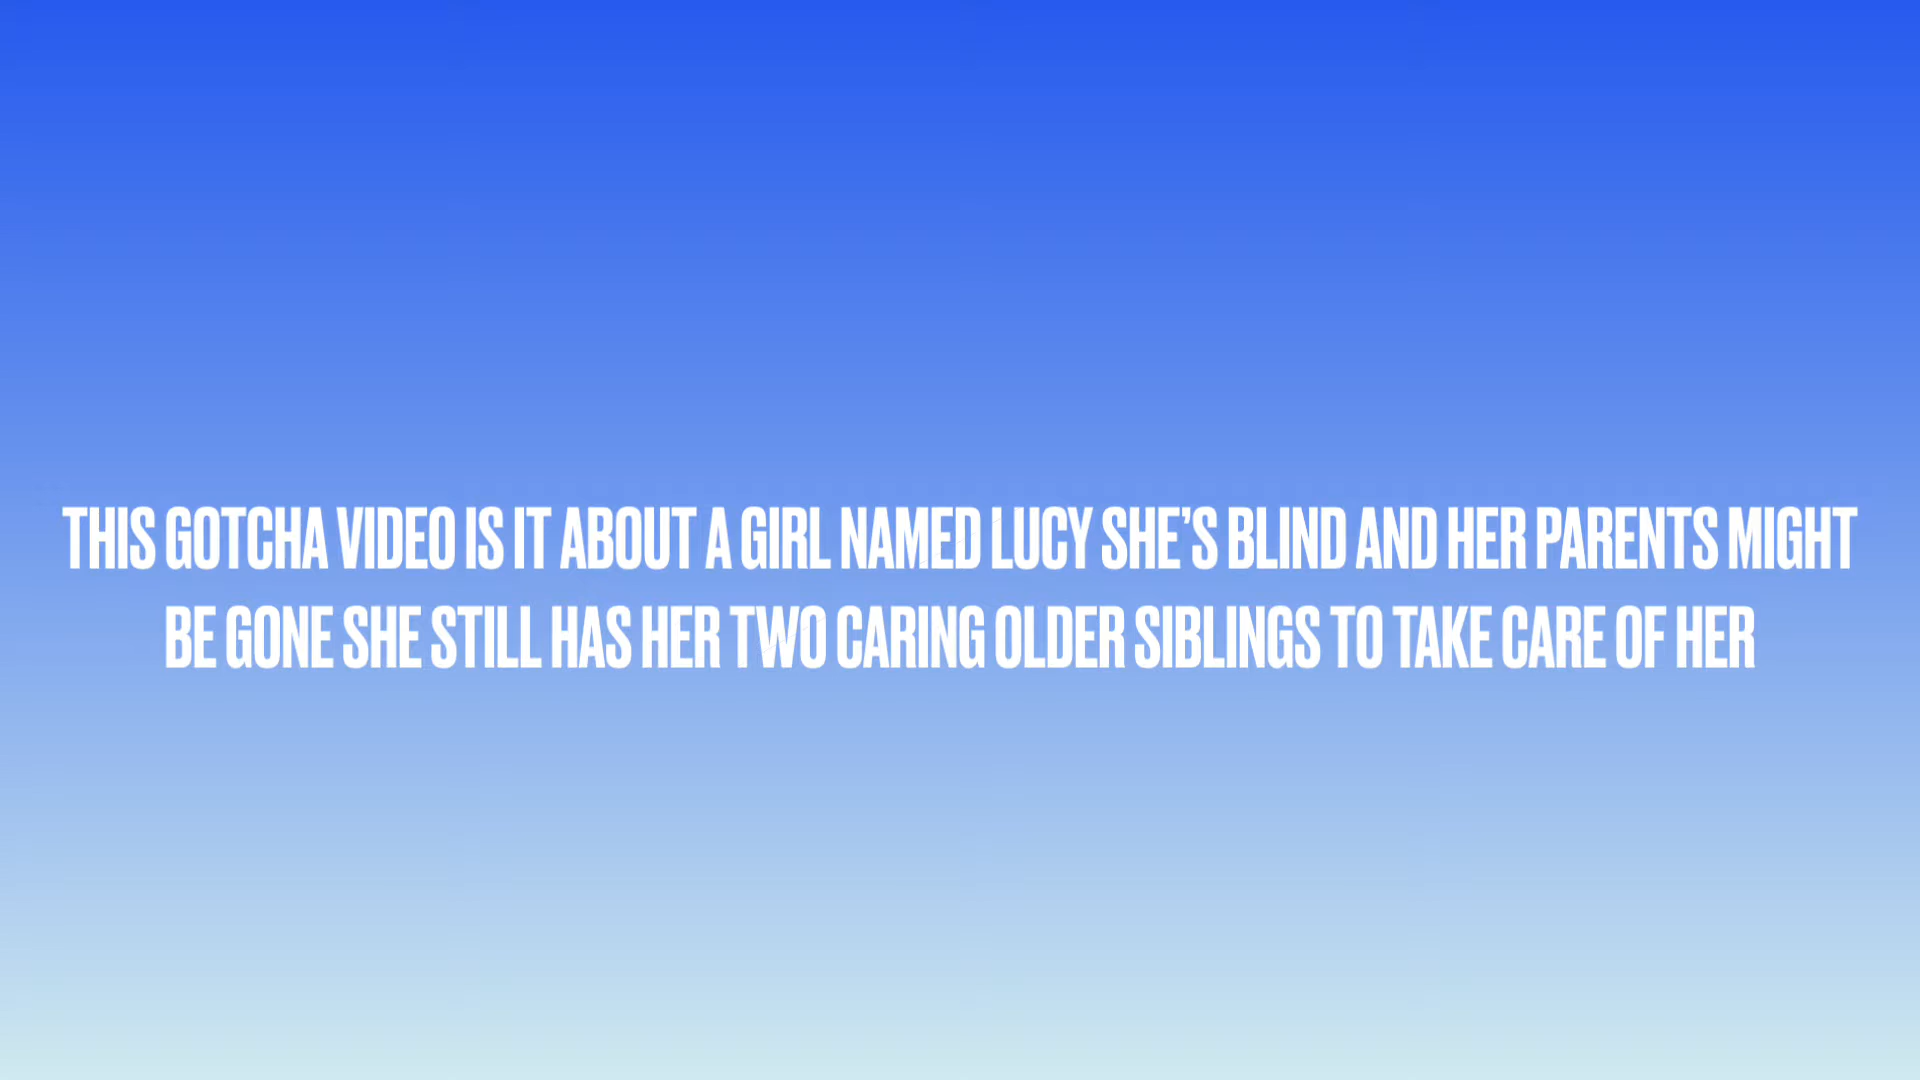 THIS GOTCHA VIDEO IS IT ABOUT A GIRL NAMED LUCY SHE’S BLIND AND HER PARENTS MIGHT
BE GONE SHE STILL HAS HER TWO CARING OLDER SIBLINGS TO TAKE CARE OF HER